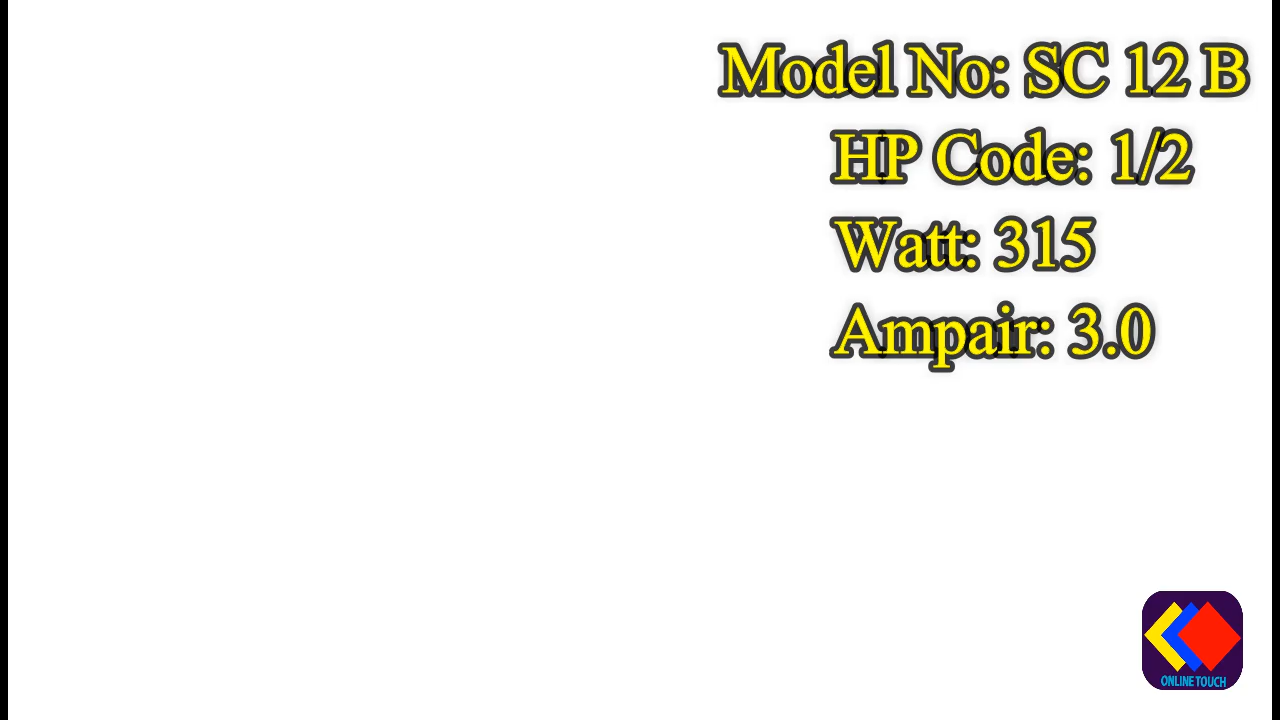 Model No: SC 12 B
HP Code: 1/2
Watt: 315
Ampair: 3.0
ONLINE TOUCH